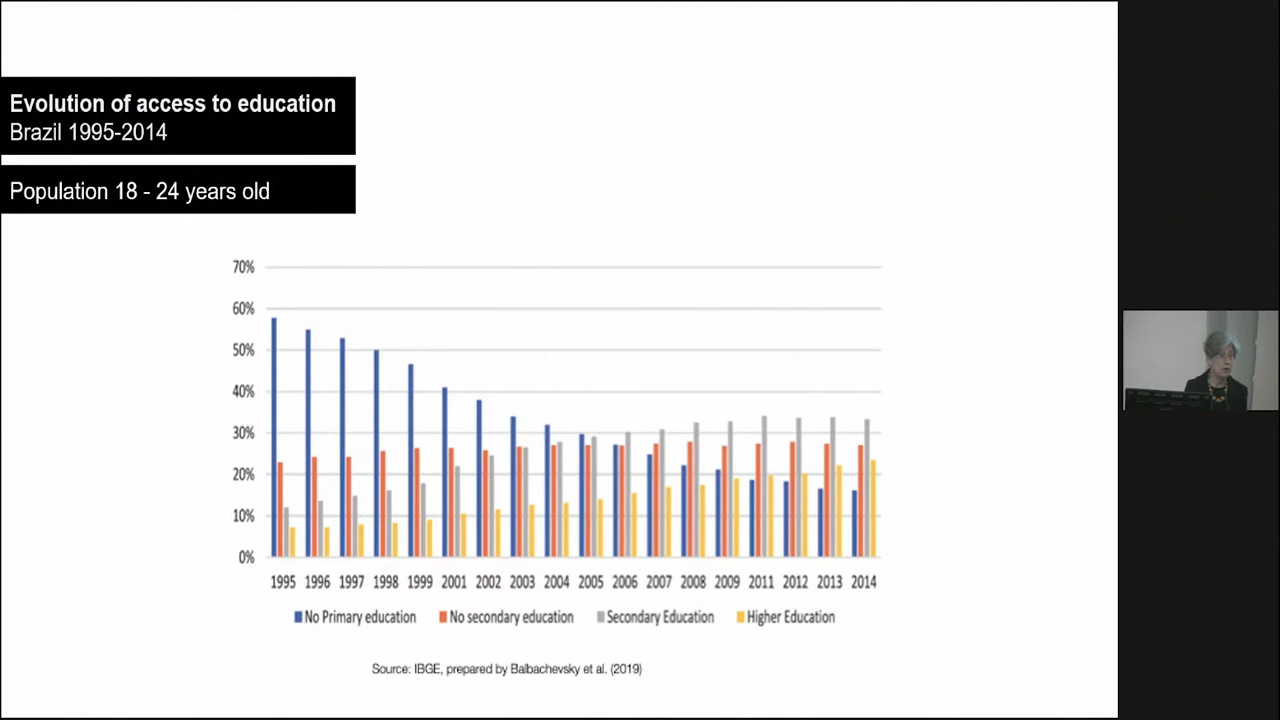 Evolution of access to education
Brazil 1995-2014
Population 18 - 24 years old
70%
60%
50%
40%
30%
20%
10%
0%
1995 1996 1997 1998 1999 2001 2002 2003 2004 2005 2006 2007 2008 2009 2011 2012 2013 2014
No Primary education No secondary education Secondary Education Higher Education
Source: IBGE, prepared by Balbachevsky et al. (2019)